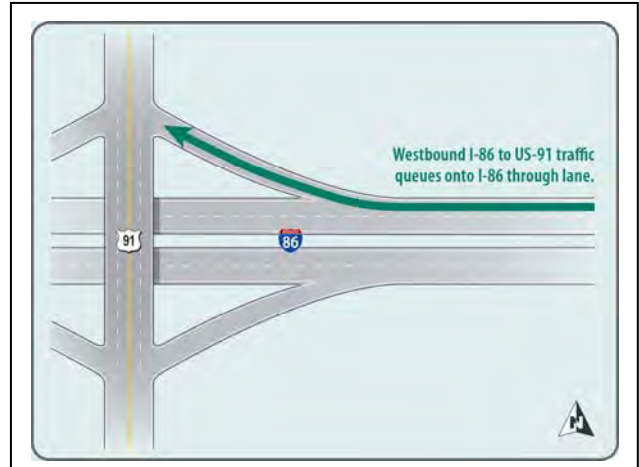 Westbound I-86 to US-91 traffic
queues onto I-86 through lane.
91
86
N